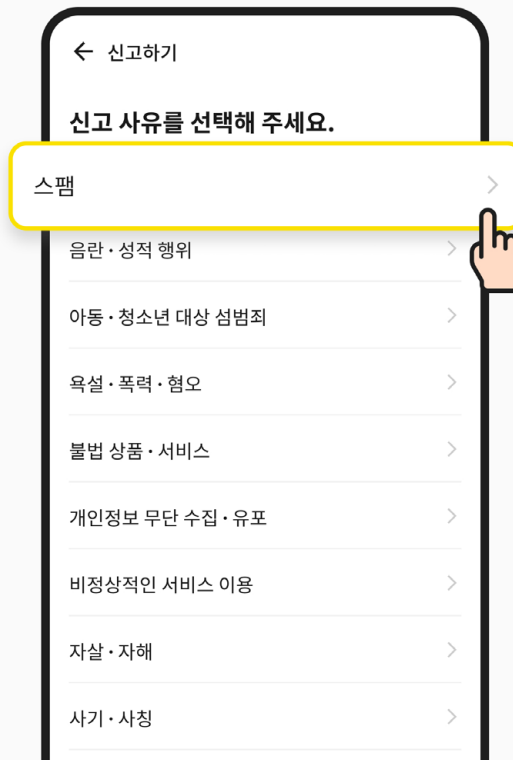 신고하기
신고 사유를 선택해 주세요.
스팸
음란 · 성적 행위
아동 · 청소년 대상 섬범죄
욕설 · 폭력 · 혐오
불법 상품 · 서비스
개인정보 무단 수집 · 유포
비정상적인 서비스 이용
자살 · 자해
사기 · 사칭